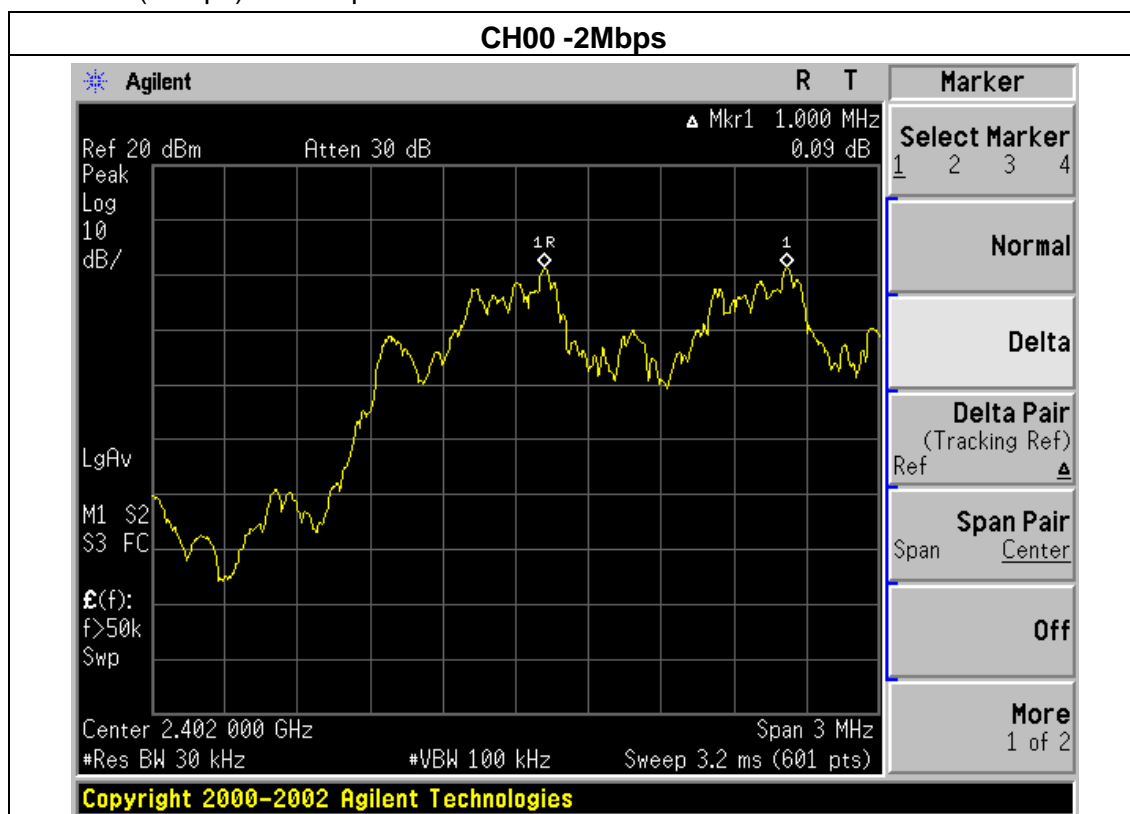 CH00 -2Mbps
Agilent R T
Marker
▵ Mkr1 1.000 MHz
Ref 20 dBm Atten 30 dB 0.09 dB
Peak
Log
10
dB/
1R
1
LgAv
M1 S2
S3 FC
£(f):
f>50k
Swp
Center 2.402 000 GHz Span 3 MHz
#Res BW 30 kHz #VBW 100 kHz Sweep 3.2 ms (601 pts)
Copyright 2000-2002 Agilent Technologies
Select Marker
1 2 3 4
Normal
Delta
Delta Pair
(Tracking Ref)
Ref ▵
Span Pair
Span Center
Off
More
1 of 2